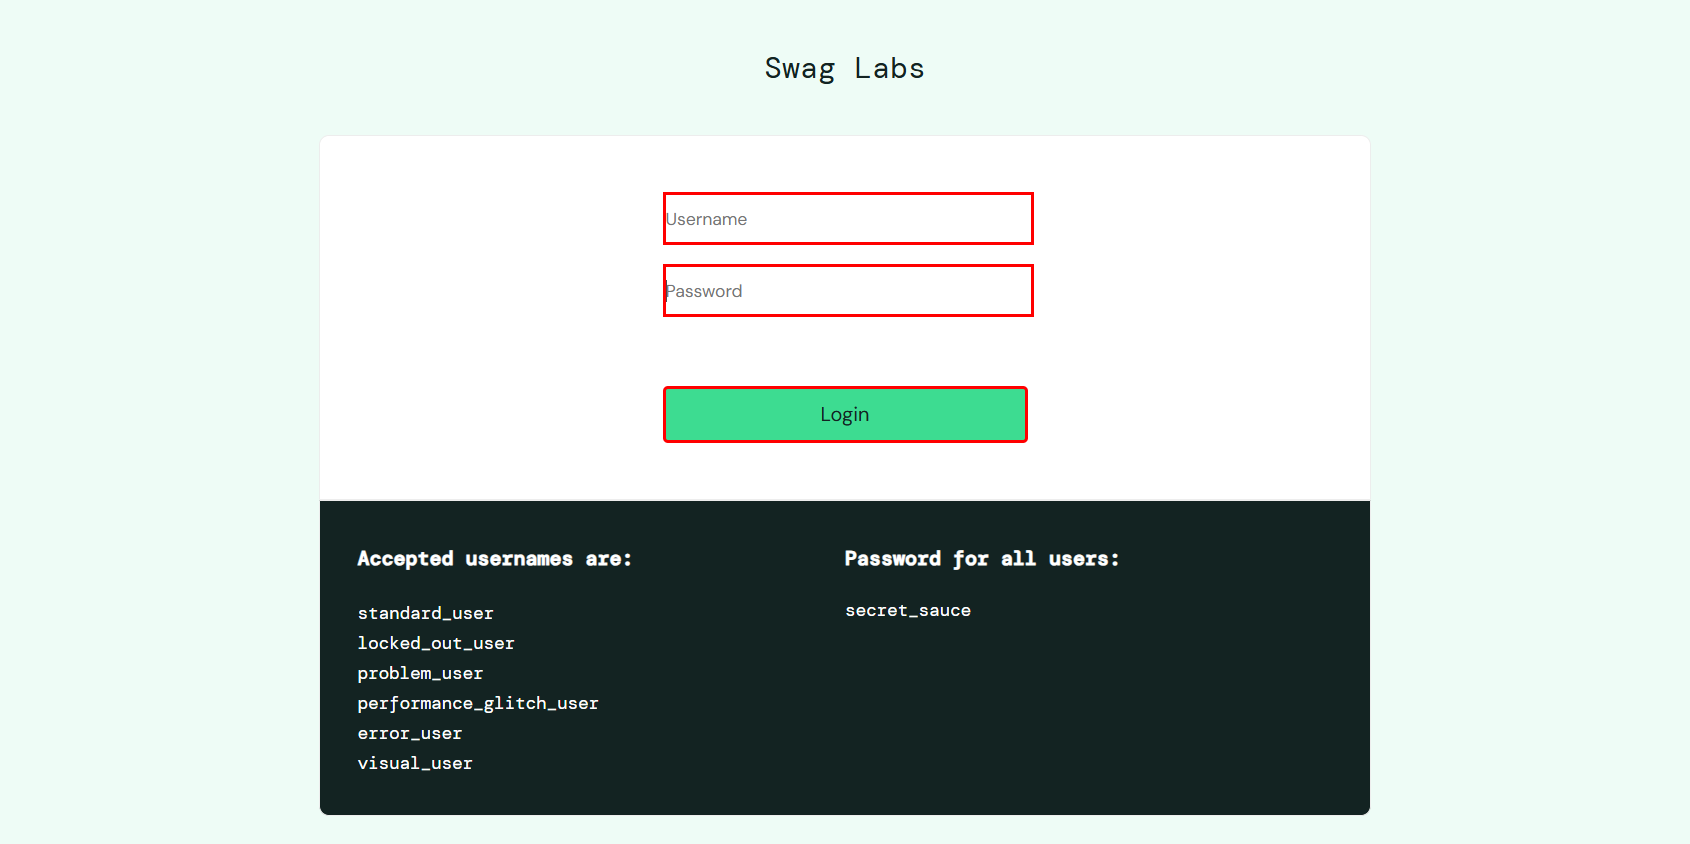 Swag Labs
Username
Password
Login
Accepted usernames are:
standard_user
locked_out_user
problem_user
performance_glitch_user
error_user
visual_user
Password for all users:
secret_sauce